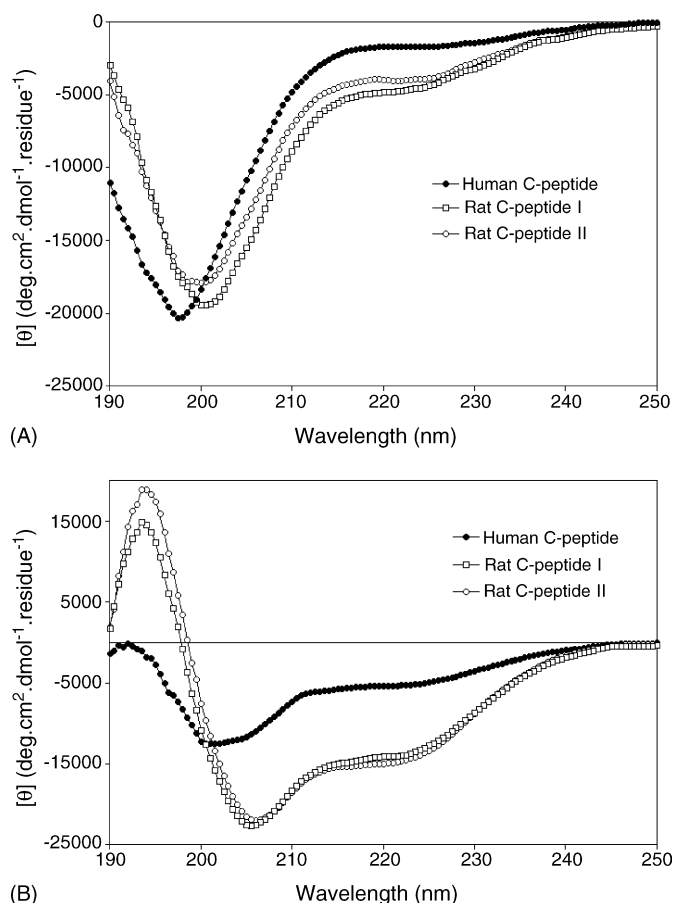 0
-5000
-10000
-15000
-20000
-25000
[θ] (deg.cm².dmol⁻¹.residue⁻¹)
Human C-peptide
Rat C-peptide I
Rat C-peptide II
190 200 210 220 230 240 250
(A) Wavelength (nm)
15000
5000
-5000
-15000
-25000
[θ] (deg.cm².dmol⁻¹.residue⁻¹)
Human C-peptide
Rat C-peptide I
Rat C-peptide II
190 200 210 220 230 240 250
(B) Wavelength (nm)